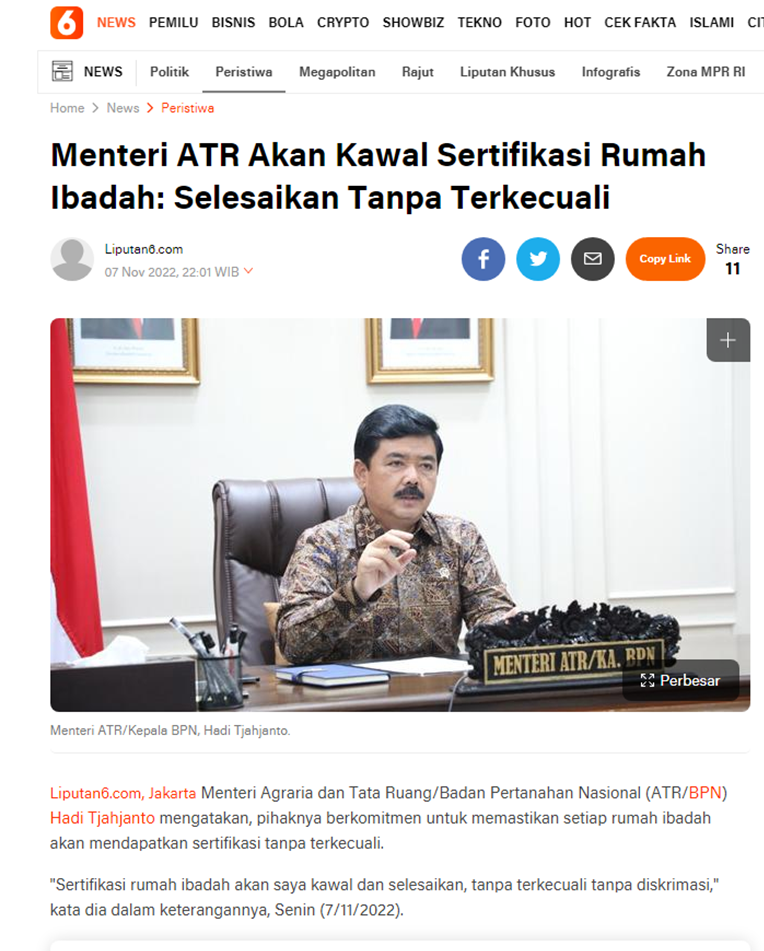 6 NEWS PEMILU BISNIS BOLA CRYPTO SHOWBIZ TEKNO FOTO HOT CEK FAKTA ISLAMI CIT
NEWS Politik Peristiwa Megapolitan Rajut Liputan Khusus Infografis Zona MPR RI
Home > News > Peristiwa
Menteri ATR Akan Kawal Sertifikasi Rumah
Ibadah: Selesaikan Tanpa Terkecuali
Liputan6.com
07 Nov 2022, 22:01 WIB
Copy Link
Share
11
MENTERI ATR/KA. BPN
Perbesar
Menteri ATR/Kepala BPN, Hadi Tjahjanto.
Liputan6.com, Jakarta Menteri Agraria dan Tata Ruang/Badan Pertanahan Nasional (ATR/BPN)
Hadi Tjahjanto mengatakan, pihaknya berkomitmen untuk memastikan setiap rumah ibadah
akan mendapatkan sertifikasi tanpa terkecuali.
"Sertifikasi rumah ibadah akan saya kawal dan selesaikan, tanpa terkecuali tanpa diskrimasi,"
kata dia dalam keterangannya, Senin (7/11/2022).